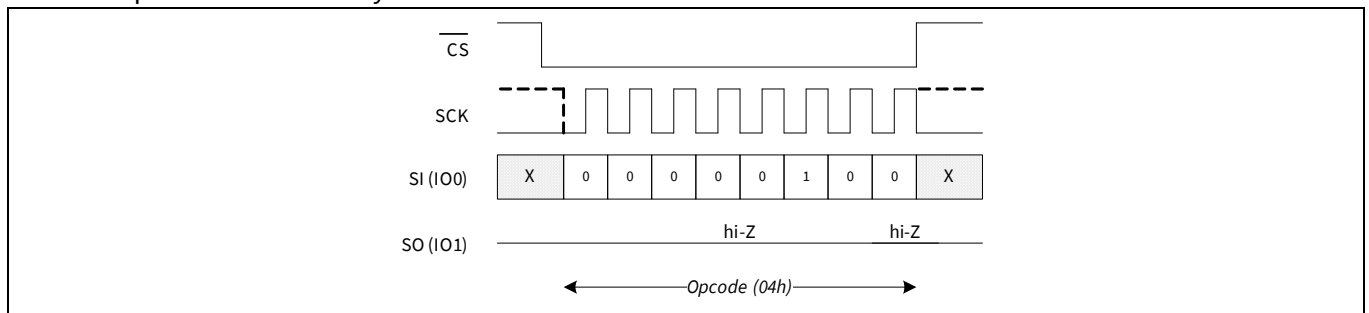 CS
SCK
SI (IO0) X 0 0 0 0 0 1 0 0 X
SO (IO1) hi-Z hi-Z
Opcode (04h)